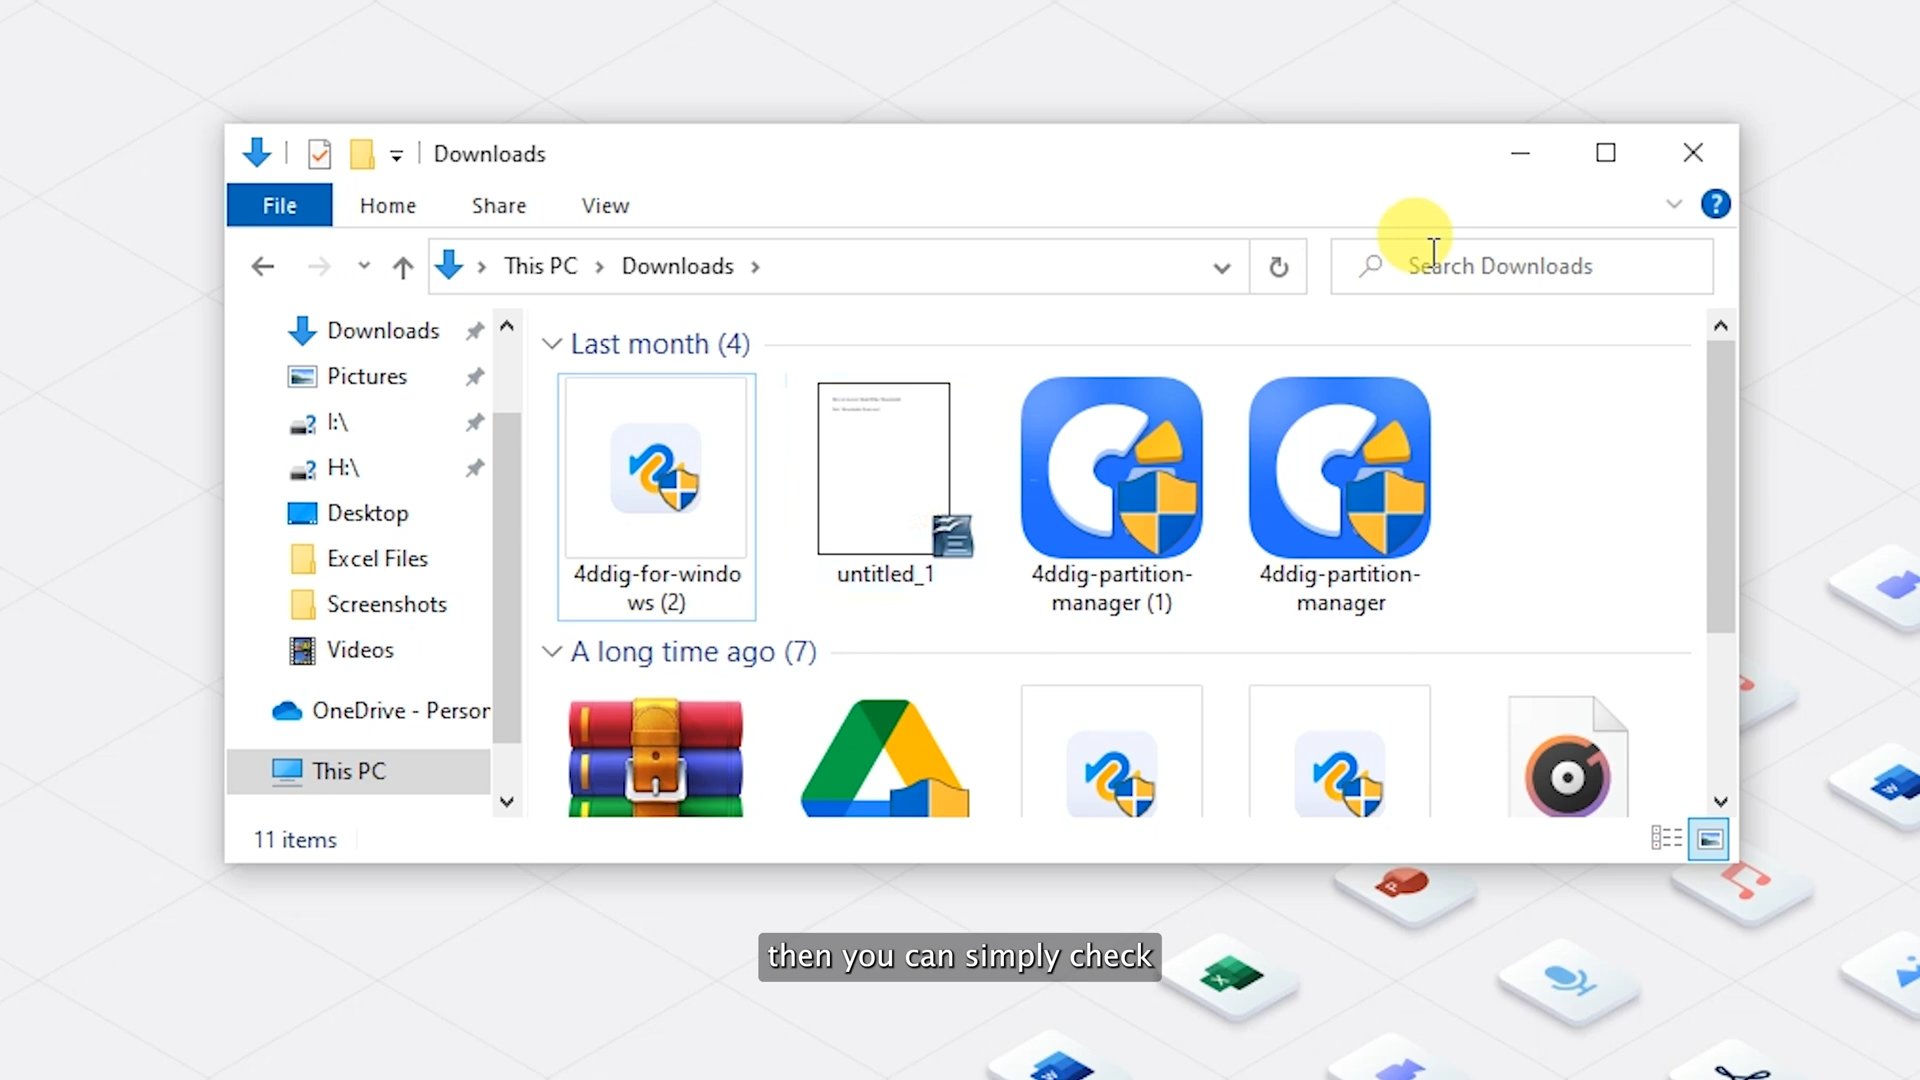 Downloads
File
Home
Share
View
?
This PC
Downloads
Search Downloads
Downloads
Pictures
I:\
H:\
Desktop
Excel Files
Screenshots
Videos
OneDrive - Person
This PC
Last month (4)
4ddig-for-windo
ws (2)
untitled_1
4ddig-partition-
manager (1)
4ddig-partition-
manager
A long time ago (7)
11 items
then you can simply check
P
X
W
W